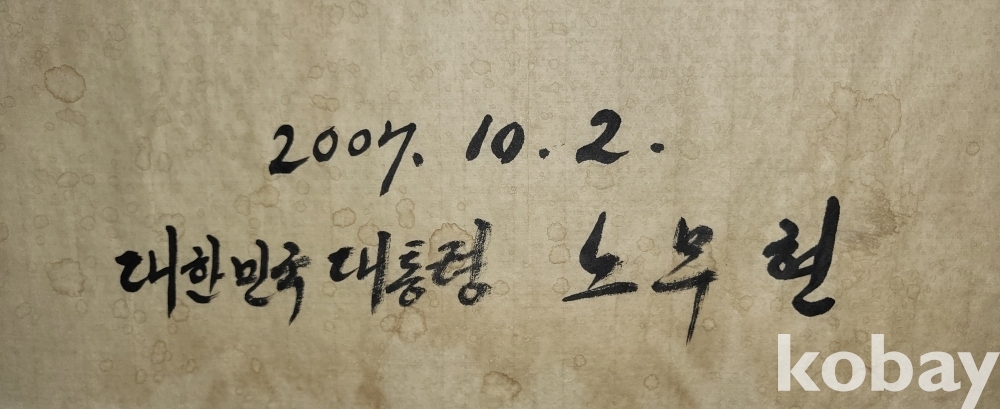 2007. 10. 2.
대한민국 대통령 노무현
kobay